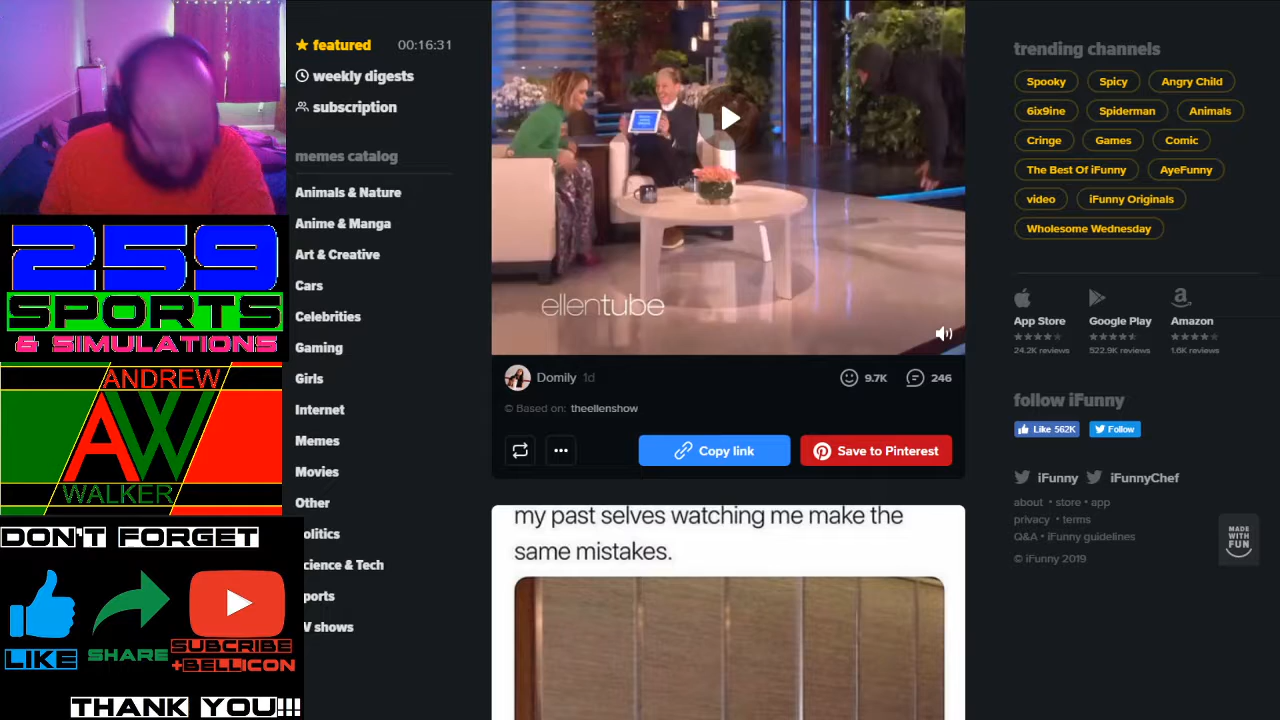 259
SPORTS
& SIMULATIONS
ANDREW
AW
WALKER
DON'T FORGET
LIKE
SHARE
SUBCRIBE
+BELLICON
THANK YOU!!!
featured 00:16:31
weekly digests
subscription
memes catalog
Animals & Nature
Anime & Manga
Art & Creative
Cars
Celebrities
Gaming
Girls
Internet
Memes
Movies
Other
olitics
cience & Tech
ports
V shows
ellentube
Domily 1d
9.7K 246
© Based on: theellenshow
Copy link
Save to Pinterest
my past selves watching me make the
same mistakes.
trending channels
Spooky Spicy Angry Child
6ix9ine Spiderman Animals
Cringe Games Comic
The Best Of iFunny AyeFunny
video iFunny Originals
Wholesome Wednesday
App Store Google Play Amazon
24.2K reviews 522.9K reviews 1.6K reviews
follow iFunny
Like 562K Follow
iFunny iFunnyChef
about • store • app
privacy • terms
Q&A • iFunny guidelines
© iFunny 2019
MADE
WITH
FUN